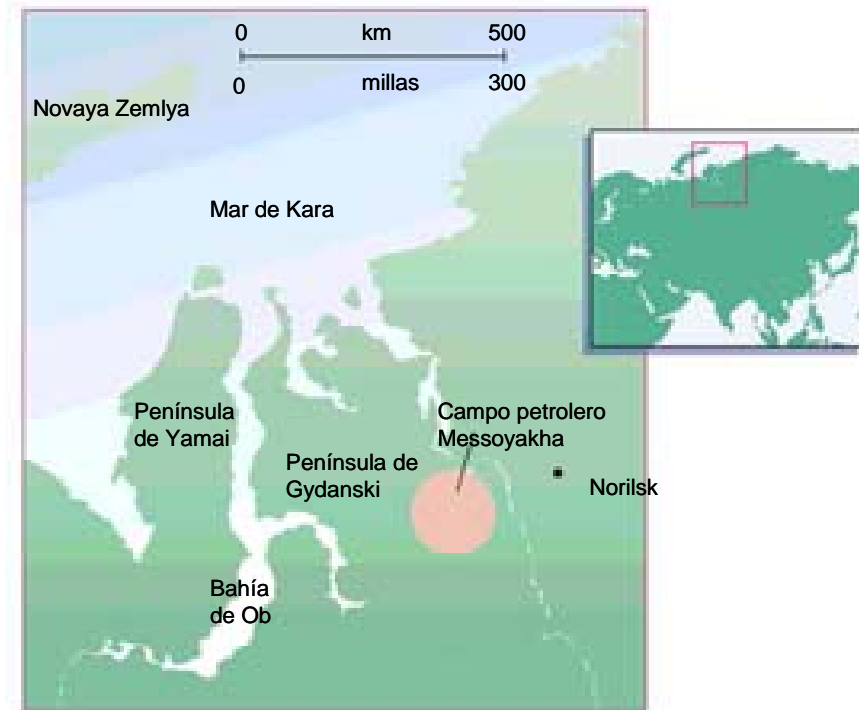 0 km 500
0 millas 300
Novaya Zemlya
Mar de Kara
Península
de Yamai
Campo petrolero
Messoyakha
Península de
Gydanski
Norilsk
Bahía
de Ob